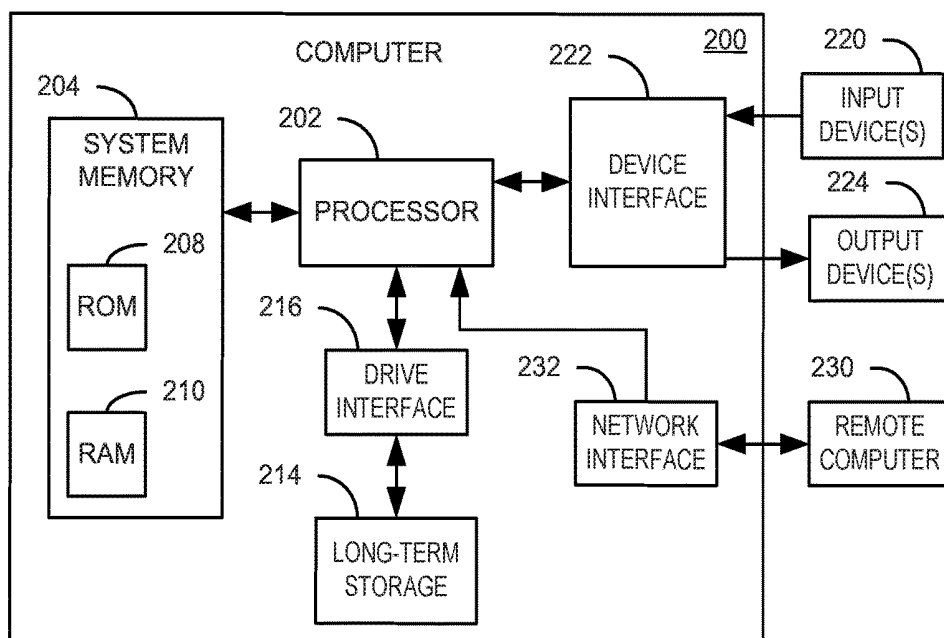 COMPUTER
200
204
SYSTEM
MEMORY
208
ROM
210
RAM
202
PROCESSOR
222
DEVICE
INTERFACE
220
INPUT
DEVICE(S)
224
OUTPUT
DEVICE(S)
216
DRIVE
INTERFACE
214
LONG-TERM
STORAGE
232
NETWORK
INTERFACE
230
REMOTE
COMPUTER